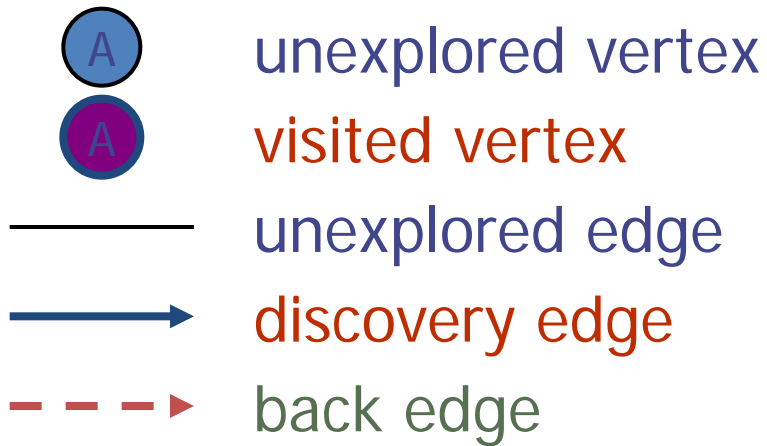 A unexplored vertex
A visited vertex
unexplored edge
discovery edge
back edge